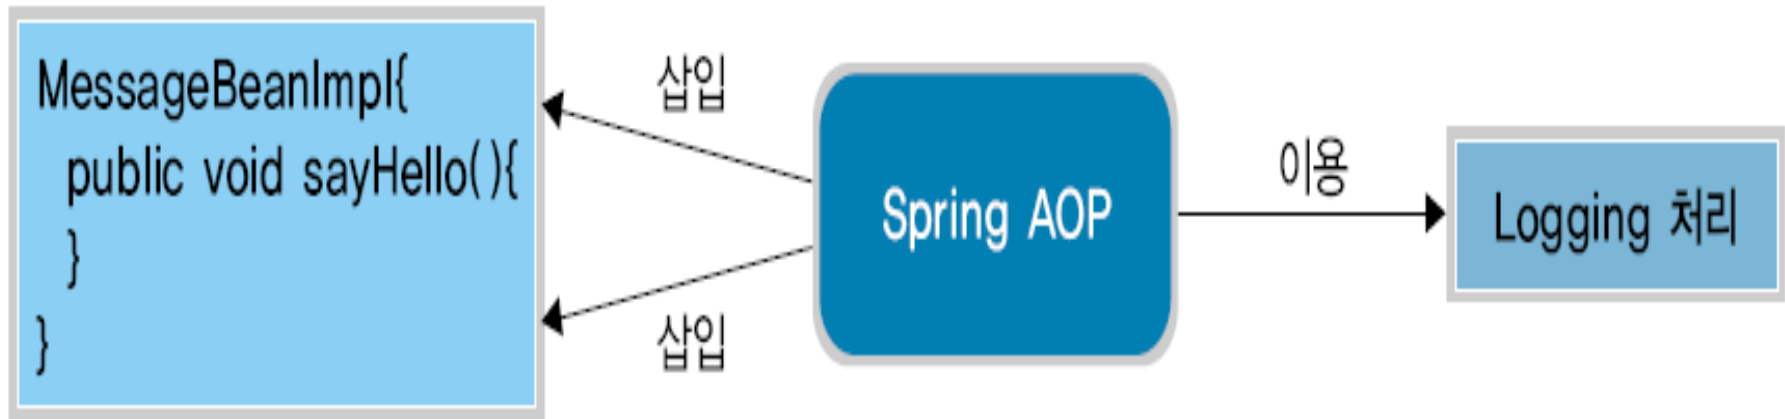 MessageBeanImpl{
public void sayHello(){
}
}
삽입
삽입
Spring AOP
이용
Logging 처리